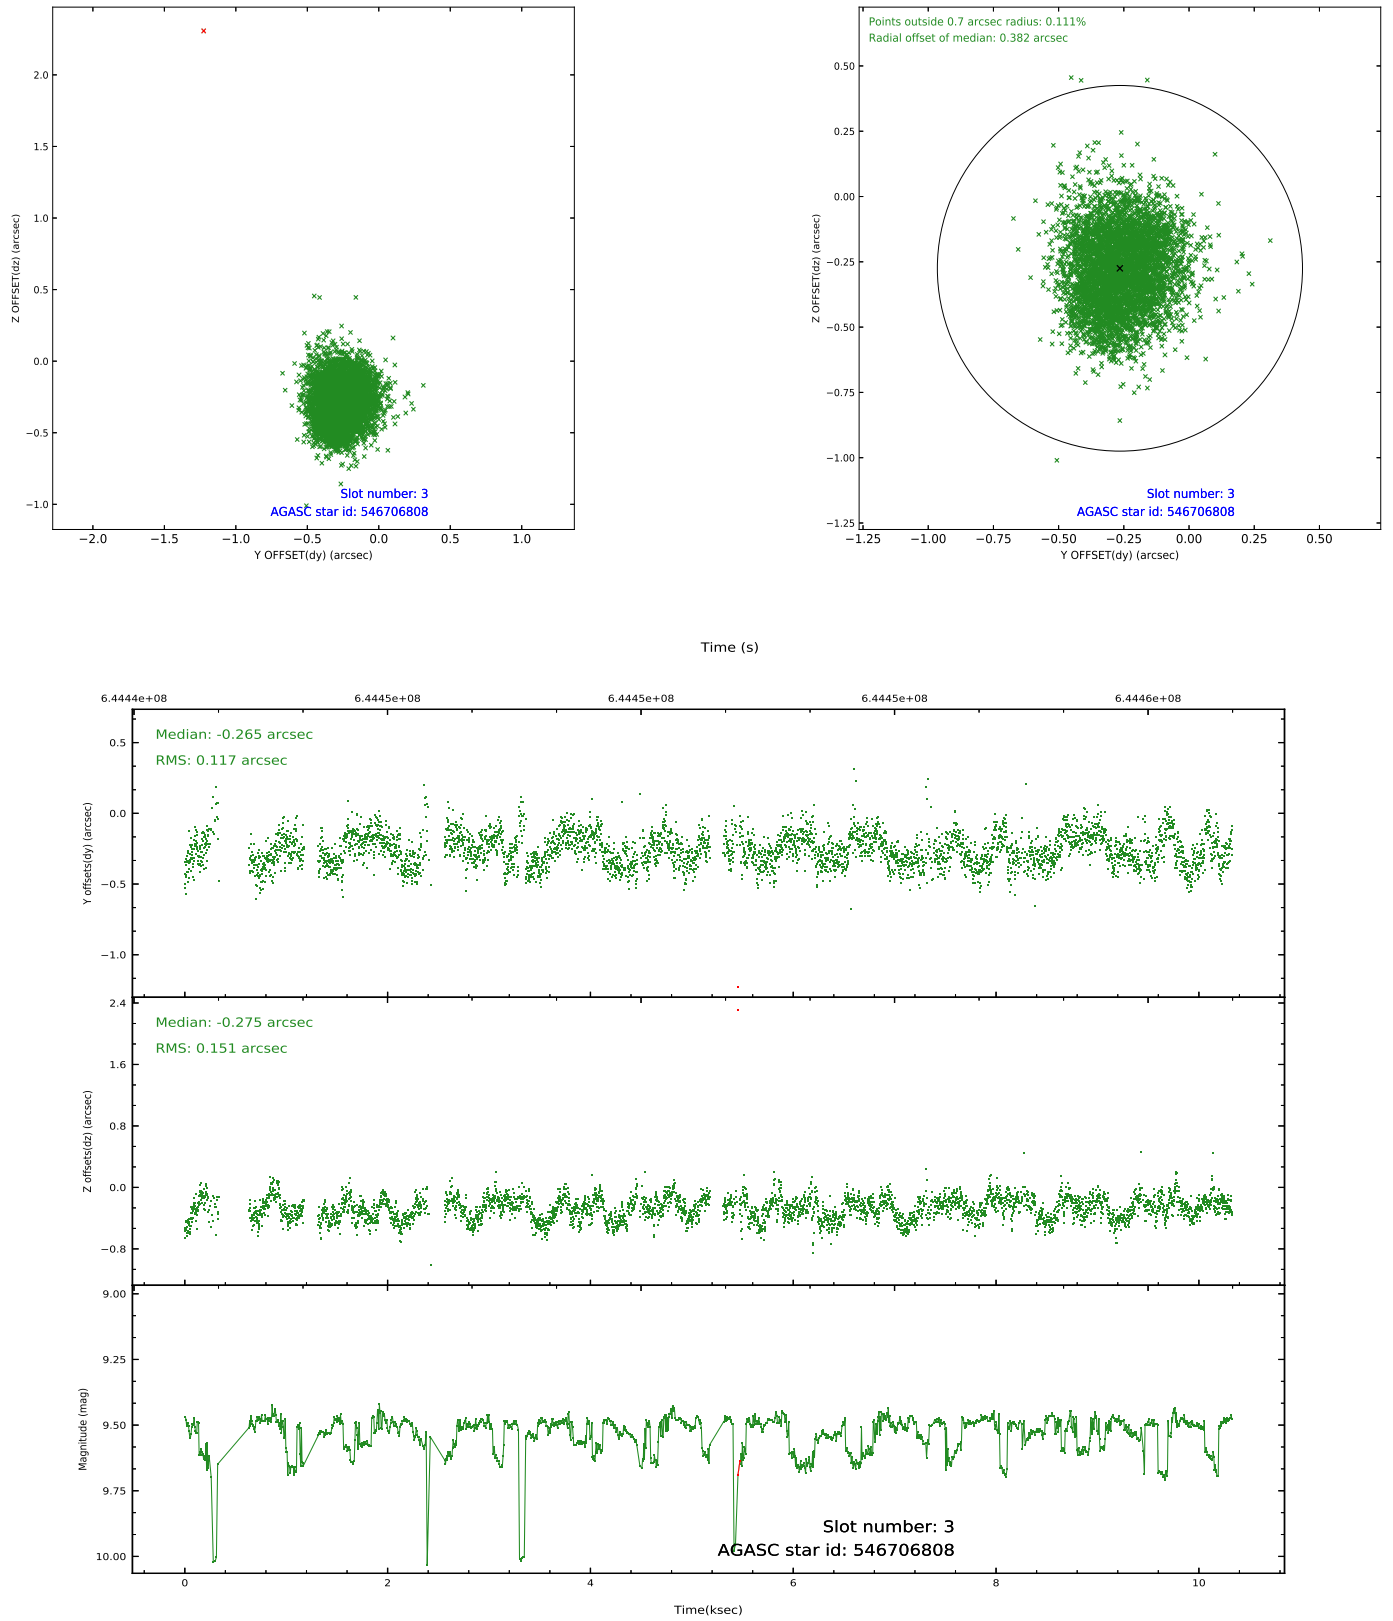 2.0
1.5
1.0
0.5
0.0
−0.5
−1.0
Z OFFSET(dz) (arcsec)
Slot number: 3
AGASC star id: 546706808
−2.0 −1.5 −1.0 −0.5 0.0 0.5 1.0
Y OFFSET(dy) (arcsec)
Points outside 0.7 arcsec radius: 0.111%
Radial offset of median: 0.382 arcsec
0.50
0.25
0.00
−0.25
−0.50
−0.75
−1.00
−1.25
Z OFFSET(dz) (arcsec)
Slot number: 3
AGASC star id: 546706808
−1.25 −1.00 −0.75 −0.50 −0.25 0.00 0.25 0.50
Y OFFSET(dy) (arcsec)
Time (s)
6.4444e+08 6.4445e+08 6.4445e+08 6.4445e+08 6.4446e+08
Median: -0.265 arcsec
RMS: 0.117 arcsec
0.5
0.0
−0.5
−1.0
Y offsets(dy) (arcsec)
Median: -0.275 arcsec
RMS: 0.151 arcsec
2.4
1.6
0.8
0.0
−0.8
Z offsets(dz) (arcsec)
9.00
9.25
9.50
9.75
10.00
Magnitude (mag)
Slot number: 3
AGASC star id: 546706808
0 2 4 6 8 10
Time(ksec)